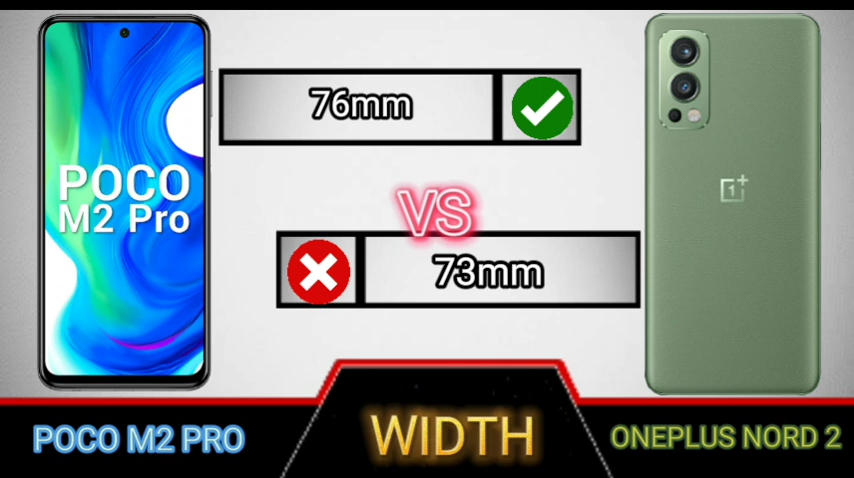 POCO
M2 Pro
76mm
VS
73mm
POCO M2 PRO
WIDTH
ONEPLUS NORD 2